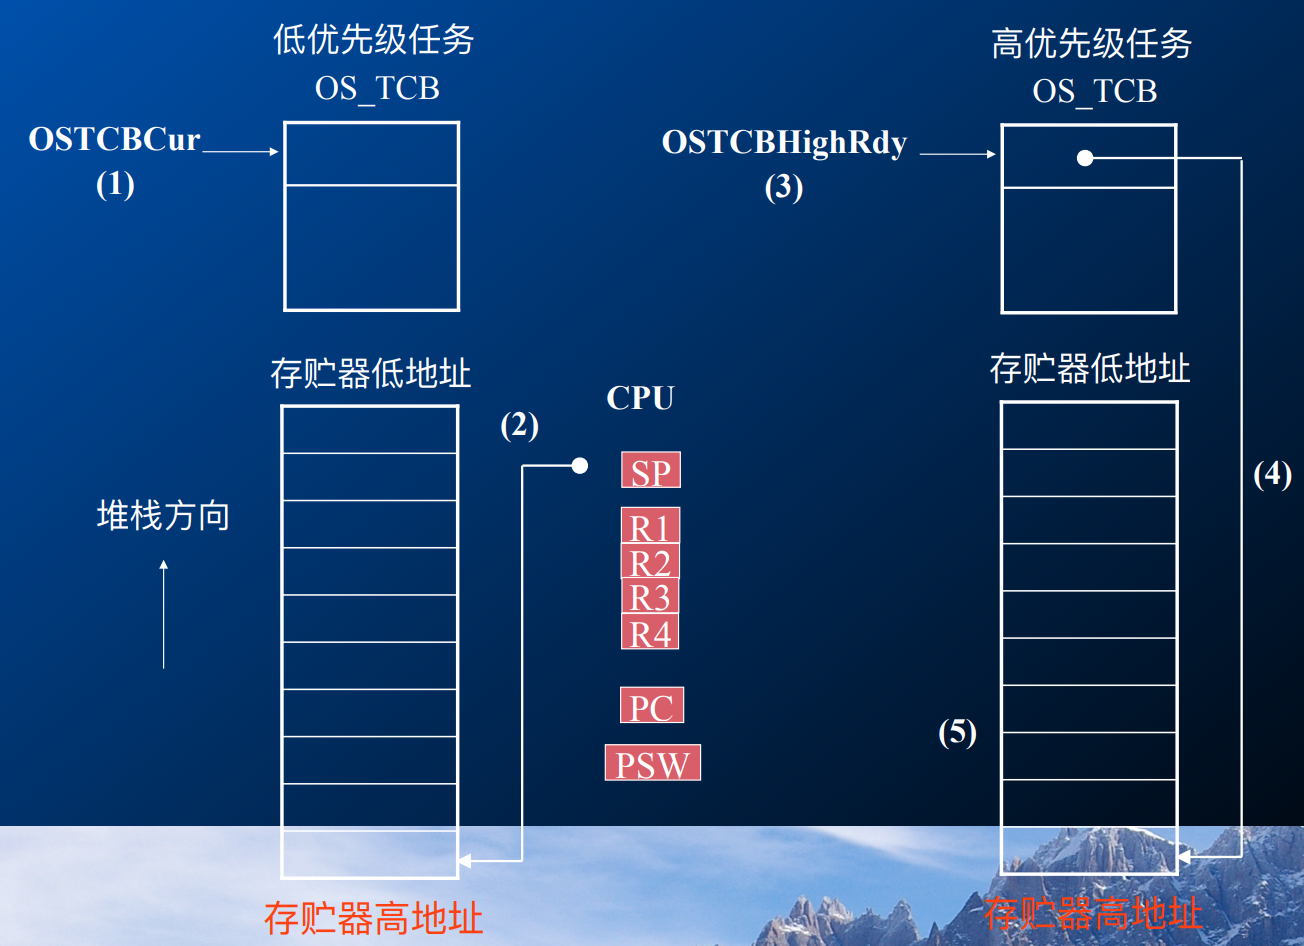 低优先级任务
OS_TCB
OSTCBCur
(1)
高优先级任务
OS_TCB
OSTCBHighRdy
(3)
存贮器低地址
堆栈方向
(2)
CPU
SP
R1
R2
R3
R4
PC
PSW
存贮器低地址
(4)
(5)
存贮器高地址
存贮器高地址